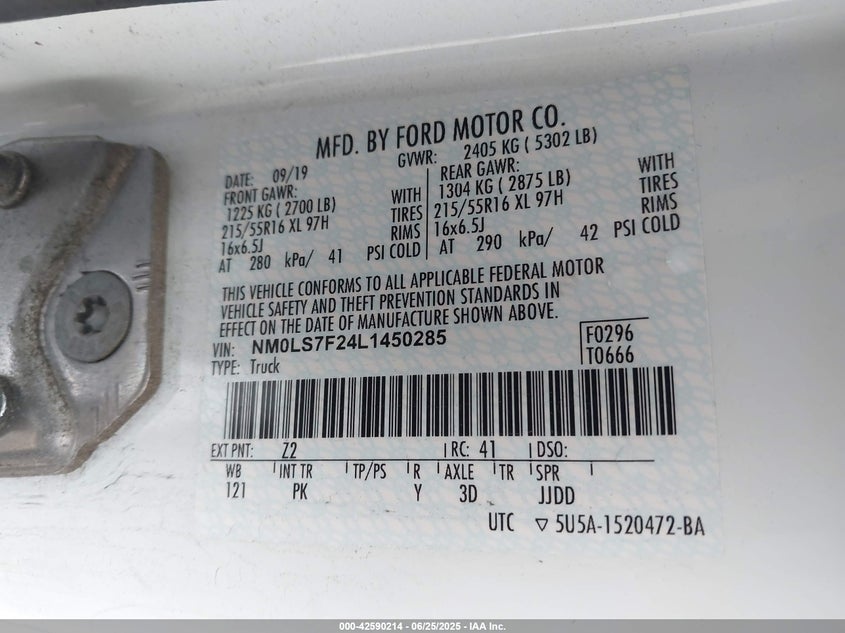 MFD. BY FORD MOTOR CO.
DATE: 09/19 GVWR: 2405 KG ( 5302 LB)
FRONT GAWR: WITH REAR GAWR: WITH
1225 KG ( 2700 LB) TIRES 1304 KG ( 2875 LB) TIRES
215/55R16 XL 97H RIMS 215/55R16 XL 97H RIMS
16x6.5J 16x6.5J
AT 280 kPa/ 41 PSI COLD AT 290 kPa/ 42 PSI COLD
THIS VEHICLE CONFORMS TO ALL APPLICABLE FEDERAL MOTOR
VEHICLE SAFETY AND THEFT PREVENTION STANDARDS IN
EFFECT ON THE DATE OF MANUFACTURE SHOWN ABOVE.
VIN: NM0LS7F24L1450285 F0296
TYPE: Truck T0666
EXT PNT: Z2 RC: 41 DSO:
WB INT TR TP/PS R AXLE TR SPR
121 PK Y 3D JJDD
UTC ▽ 5U5A-1520472-BA
000-42590214 - 06/25/2025 - IAA Inc.